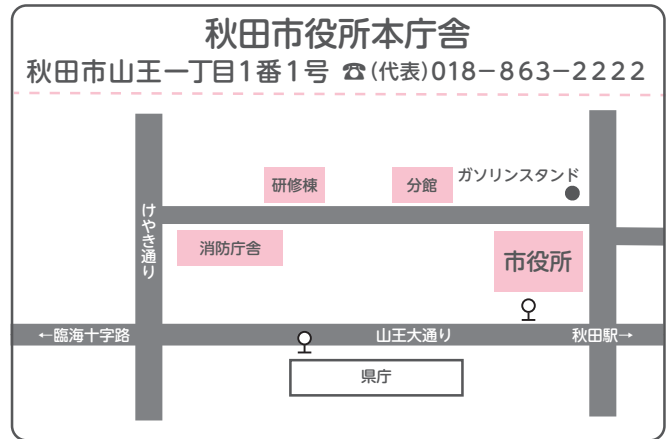 秋田市役所本庁舎
秋田市山王一丁目1番1号 ☎(代表)018−863−2222
ガソリンスタンド
研修棟
分館
けやき通り
消防庁舎
市役所
←臨海十字路
山王大通り
秋田駅→
県庁